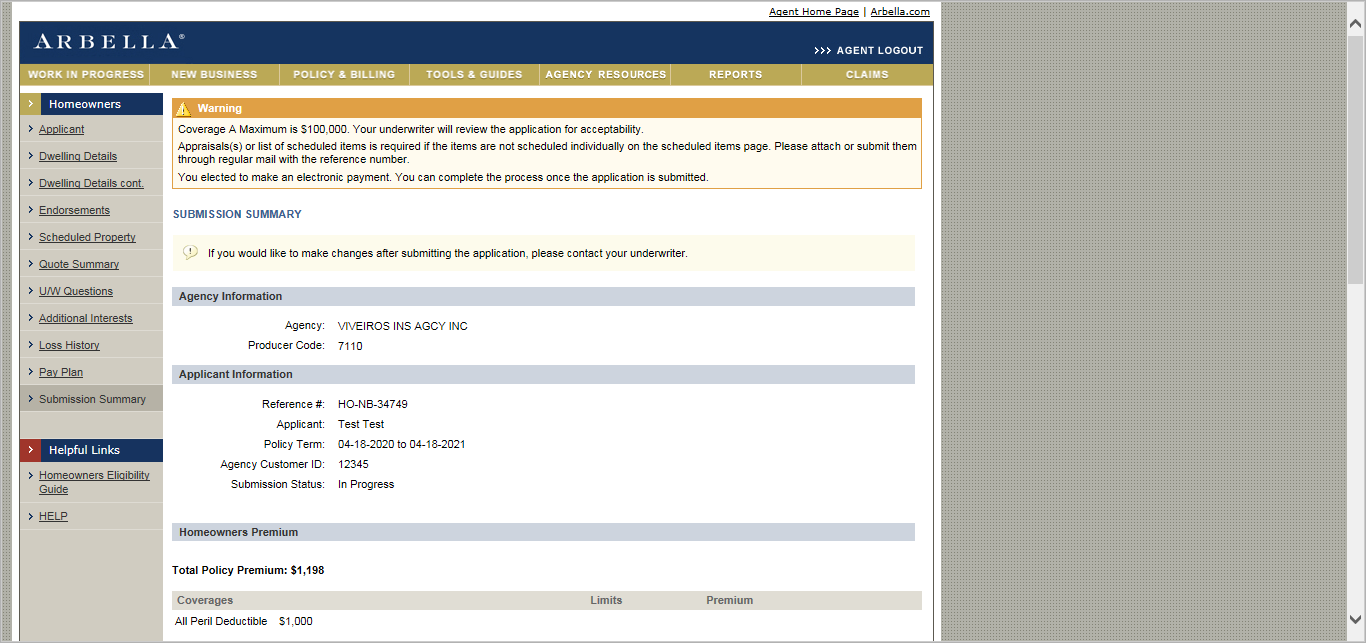 Agent Home Page | Arbella.com
ARBELLA®
>>> AGENT LOGOUT
WORK IN PROGRESS NEW BUSINESS POLICY & BILLING TOOLS & GUIDES AGENCY RESOURCES REPORTS CLAIMS
Homeowners
Applicant
Dwelling Details
Dwelling Details cont.
Endorsements
Scheduled Property
Quote Summary
U/W Questions
Additional Interests
Loss History
Pay Plan
Submission Summary
Helpful Links
Homeowners Eligibility
Guide
HELP
Warning
Coverage A Maximum is $100,000. Your underwriter will review the application for acceptability.
Appraisals(s) or list of scheduled items is required if the items are not scheduled individually on the scheduled items page. Please attach or submit them
through regular mail with the reference number.
You elected to make an electronic payment. You can complete the process once the application is submitted.
SUBMISSION SUMMARY
If you would like to make changes after submitting the application, please contact your underwriter.
Agency Information
Agency: VIVEIROS INS AGCY INC
Producer Code: 7110
Applicant Information
Reference #: HO-NB-34749
Applicant: Test Test
Policy Term: 04-18-2020 to 04-18-2021
Agency Customer ID: 12345
Submission Status: In Progress
Homeowners Premium
Total Policy Premium: $1,198
Coverages Limits Premium
All Peril Deductible $1,000